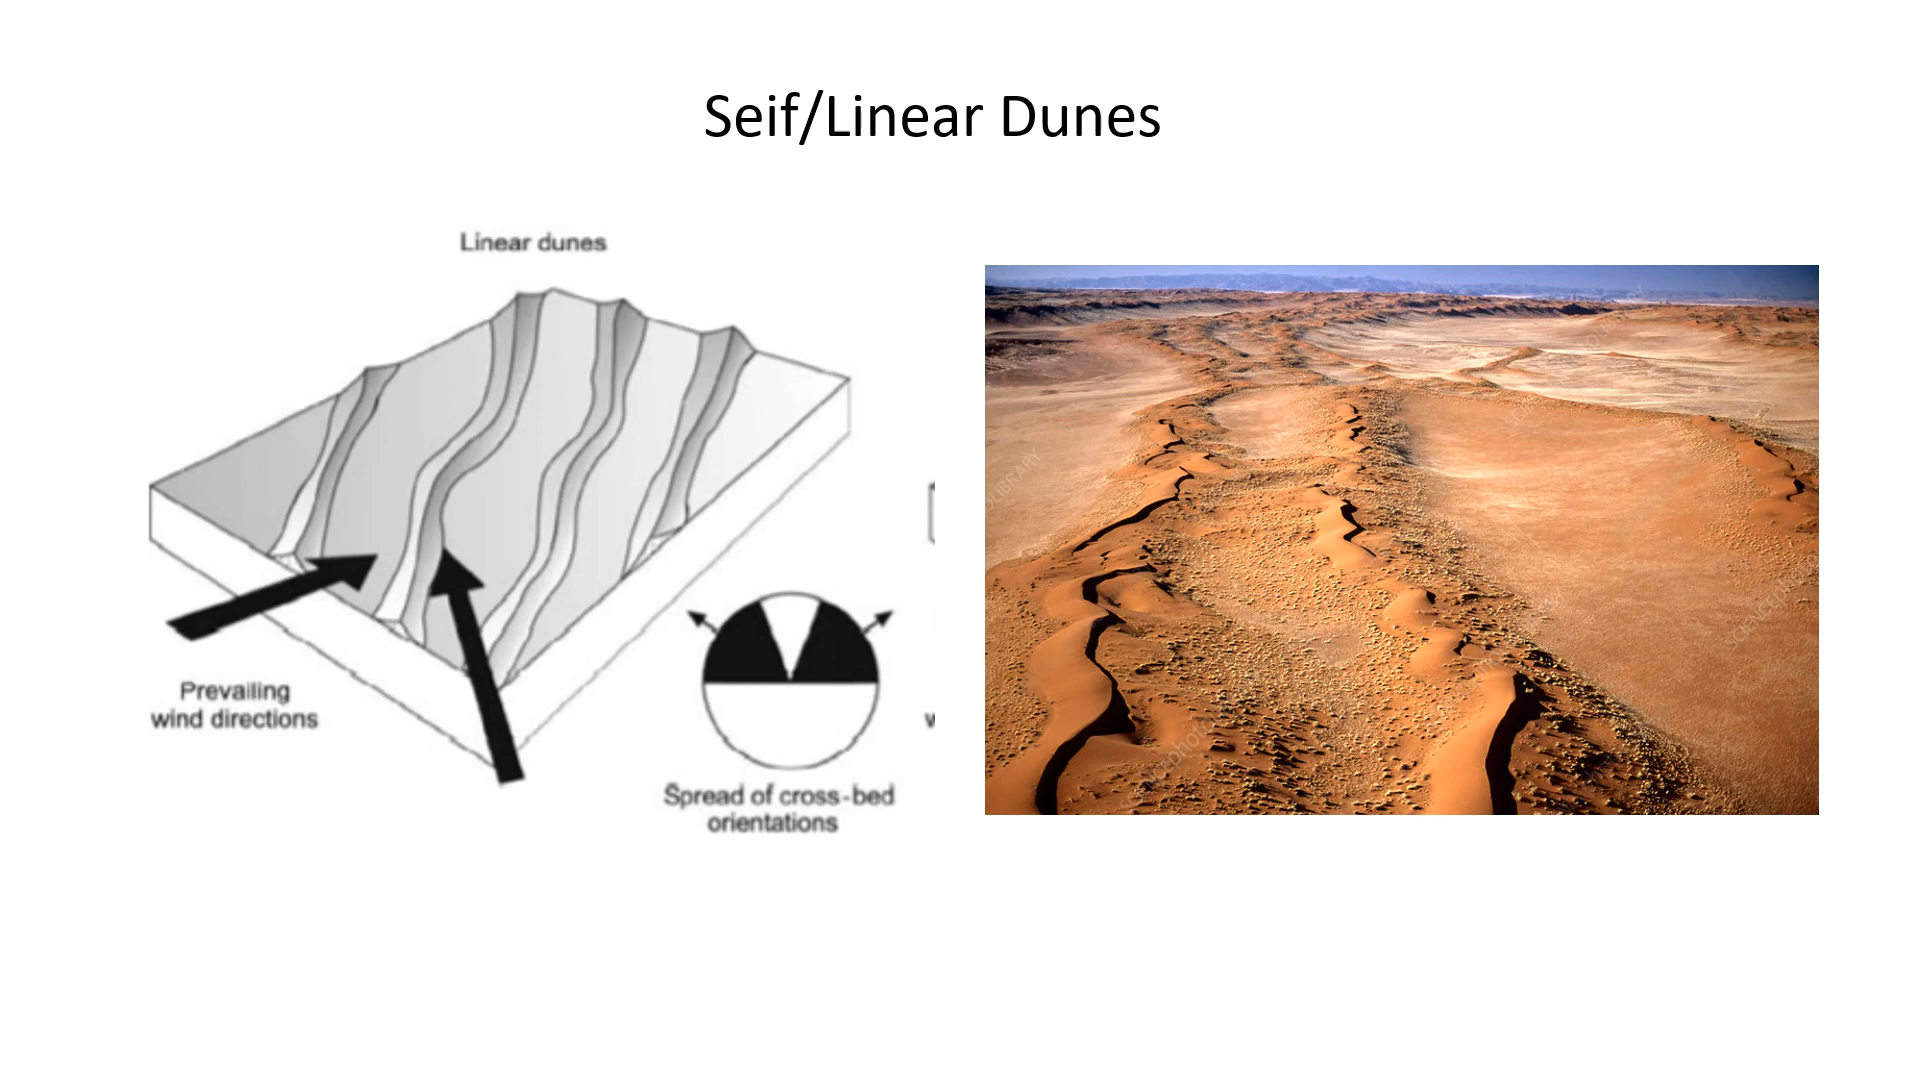 Seif/Linear Dunes
Linear dunes
Prevailing
wind directions
Spread of cross-bed
orientations